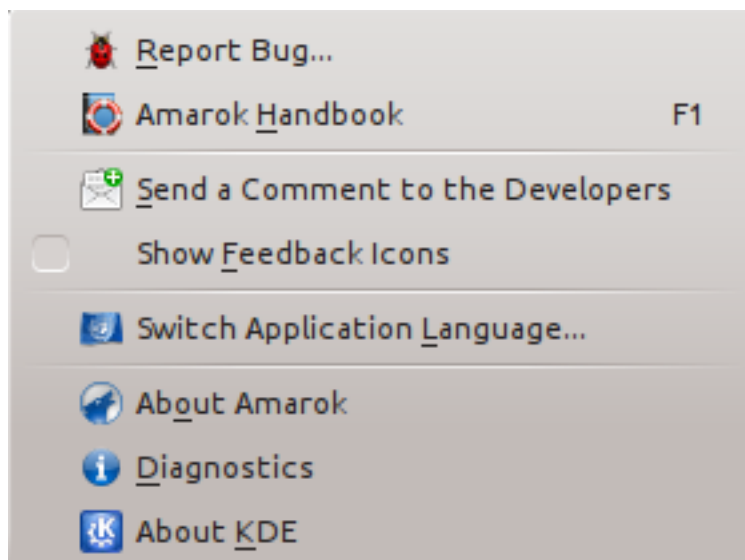 Report Bug...
Amarok Handbook F1
Send a Comment to the Developers
Show Feedback Icons
Switch Application Language...
About Amarok
Diagnostics
About KDE